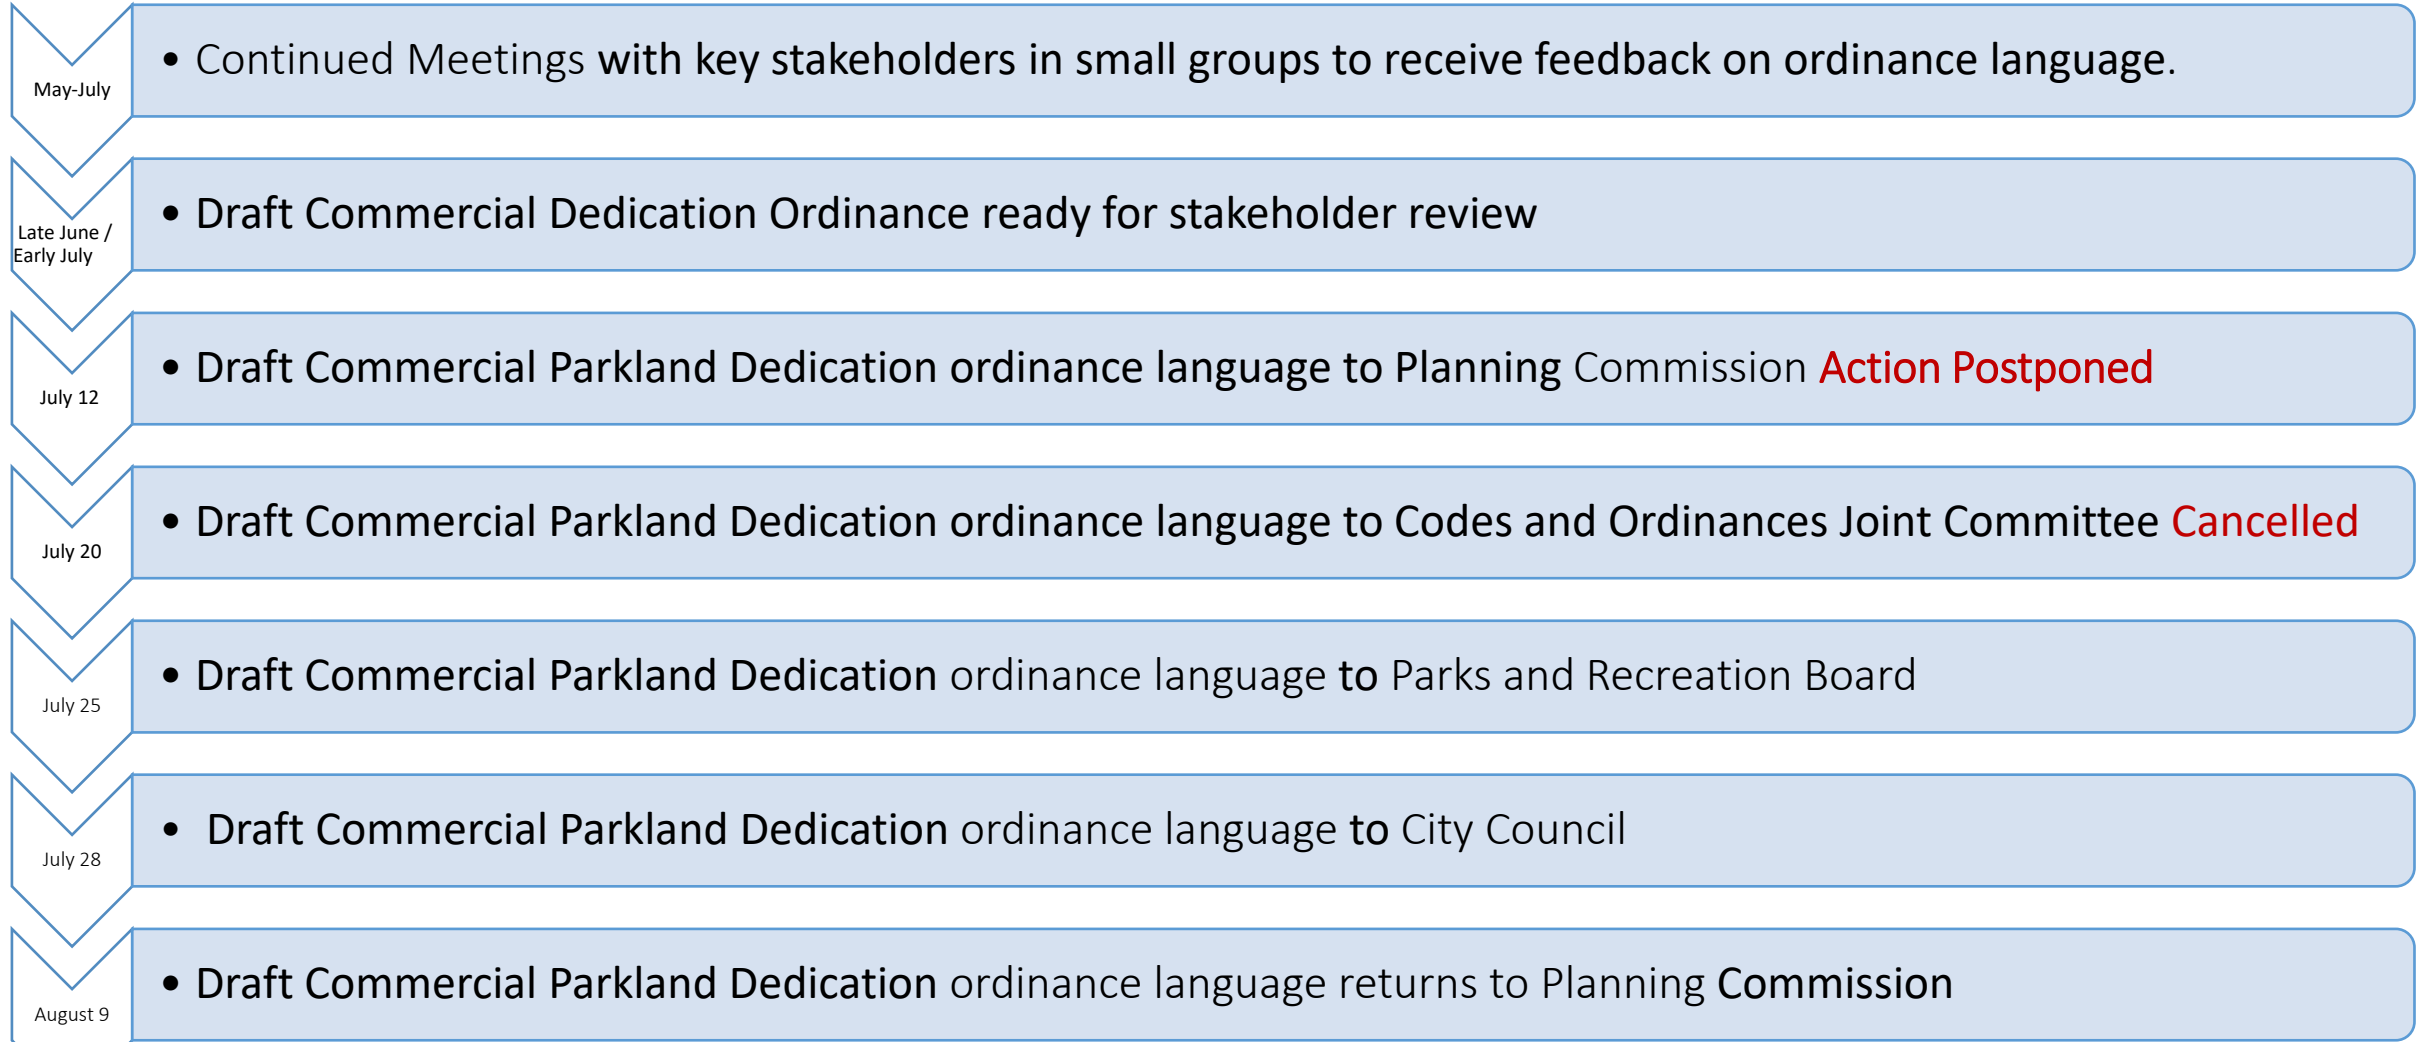 May-July
• Continued Meetings with key stakeholders in small groups to receive feedback on ordinance language.
Late June /
Early July
• Draft Commercial Dedication Ordinance ready for stakeholder review
July 12
• Draft Commercial Parkland Dedication ordinance language to Planning Commission Action Postponed
July 20
• Draft Commercial Parkland Dedication ordinance language to Codes and Ordinances Joint Committee Cancelled
July 25
• Draft Commercial Parkland Dedication ordinance language to Parks and Recreation Board
July 28
• Draft Commercial Parkland Dedication ordinance language to City Council
August 9
• Draft Commercial Parkland Dedication ordinance language returns to Planning Commission